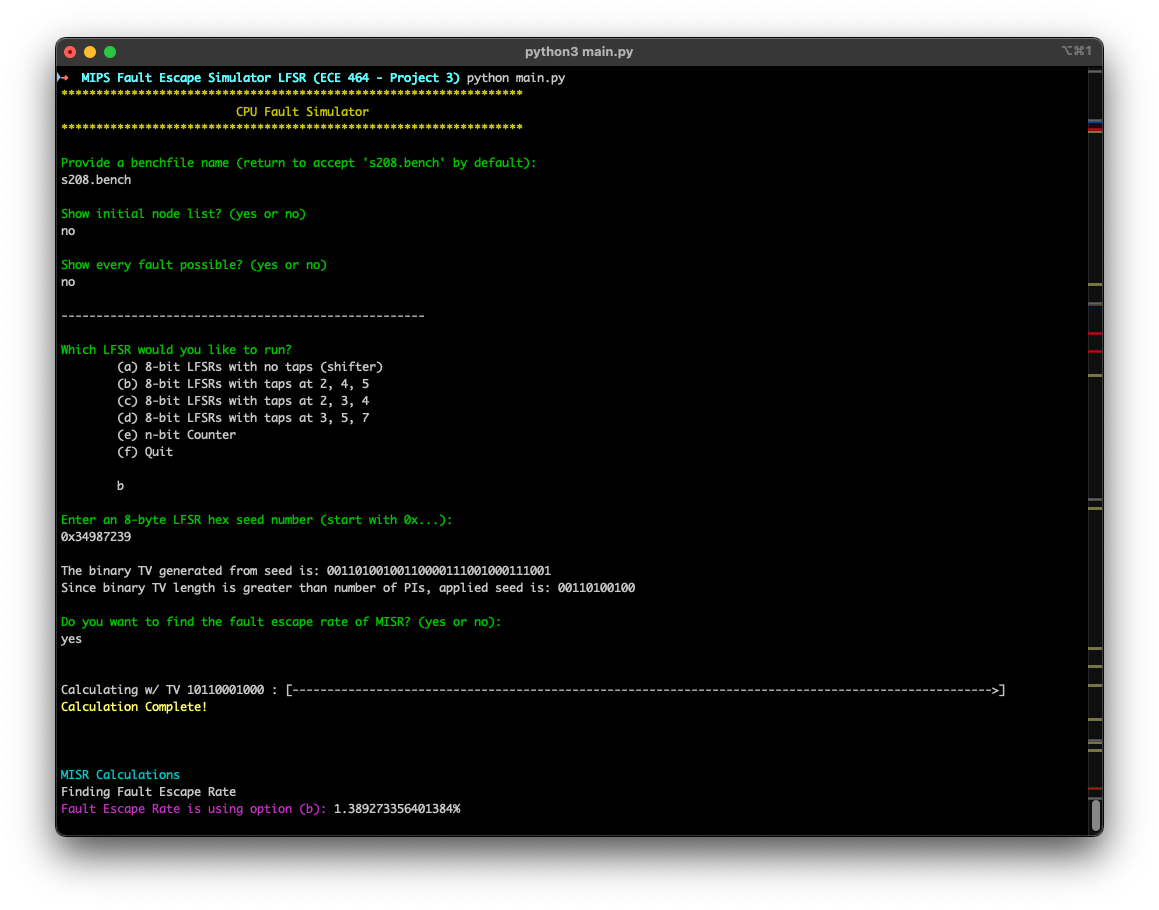 python3 main.py
⌥⌘1
MIPS Fault Escape Simulator LFSR (ECE 464 - Project 3) python main.py
******************************************************************
CPU Fault Simulator
******************************************************************
Provide a benchfile name (return to accept 's208.bench' by default):
s208.bench
Show initial node list? (yes or no)
no
Show every fault possible? (yes or no)
no
----------------------------------------------------
Which LFSR would you like to run?
(a) 8-bit LFSRs with no taps (shifter)
(b) 8-bit LFSRs with taps at 2, 4, 5
(c) 8-bit LFSRs with taps at 2, 3, 4
(d) 8-bit LFSRs with taps at 3, 5, 7
(e) n-bit Counter
(f) Quit
b
Enter an 8-byte LFSR hex seed number (start with 0x...):
0x34987239
The binary TV generated from seed is: 00110100100110000111001000111001
Since binary TV length is greater than number of PIs, applied seed is: 00110100100
Do you want to find the fault escape rate of MISR? (yes or no):
yes
Calculating w/ TV 10110001000 : [---------------------------------------------------------------------------------------------------->]
Calculation Complete!
MISR Calculations
Finding Fault Escape Rate
Fault Escape Rate is using option (b): 1.389273356401384%